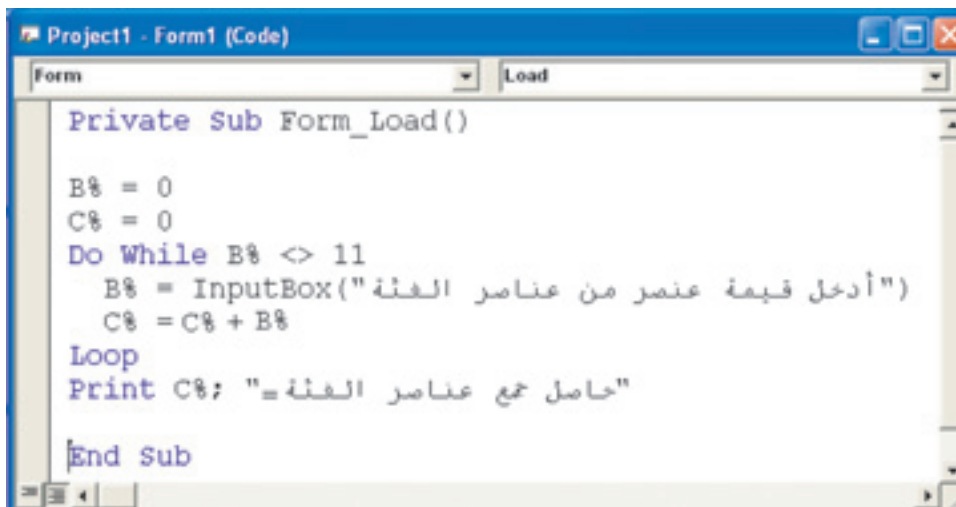 Project1 - Form1 (Code)
Form Load
Private Sub Form_Load()
B% = 0
C% = 0
Do While B% <> 11
B% = InputBox("أدخل قيمة عنصر من عناصر الفئة")
C% = C% + B%
Loop
Print C%; "حاصل جمع عناصر الفئة="
End Sub